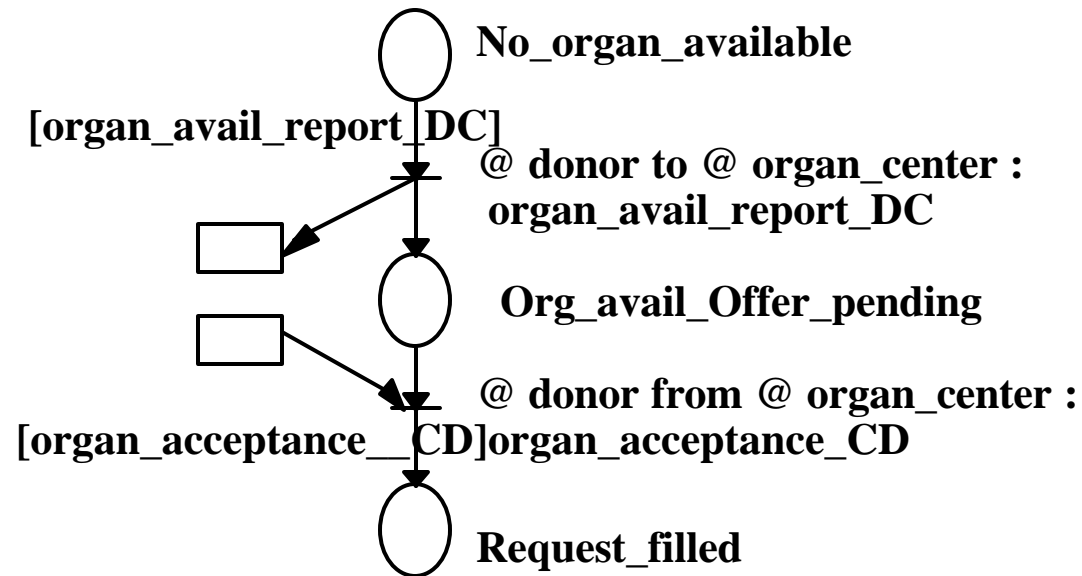 No_organ_available
[organ_avail_report_DC]
@ donor to @ organ_center :
organ_avail_report_DC
Org_avail_Offer_pending
@ donor from @ organ_center :
[organ_acceptance__CD]organ_acceptance_CD
Request_filled